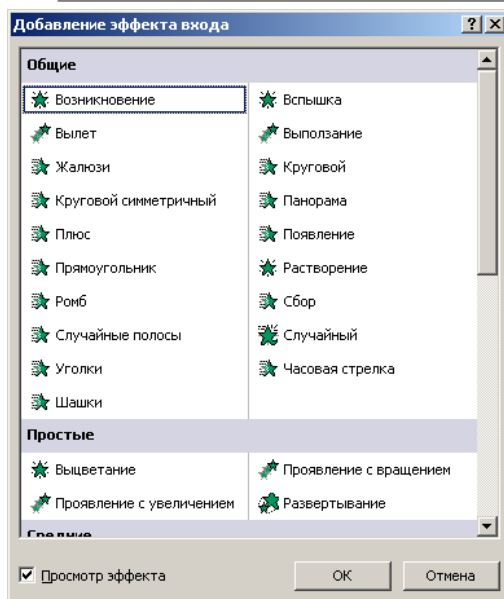 Добавление эффекта входа
Общие
Возникновение Вспышка
Вылет Выползание
Жалюзи Круговой
Круговой симметричный Панорама
Плюс Появление
Прямоугольник Растворение
Ромб Сбор
Случайные полосы Случайный
Уголки Часовая стрелка
Шашки
Простые
Выцветание Проявление с вращением
Проявление с увеличением Развертывание
Средние
Просмотр эффекта ОК Отмена